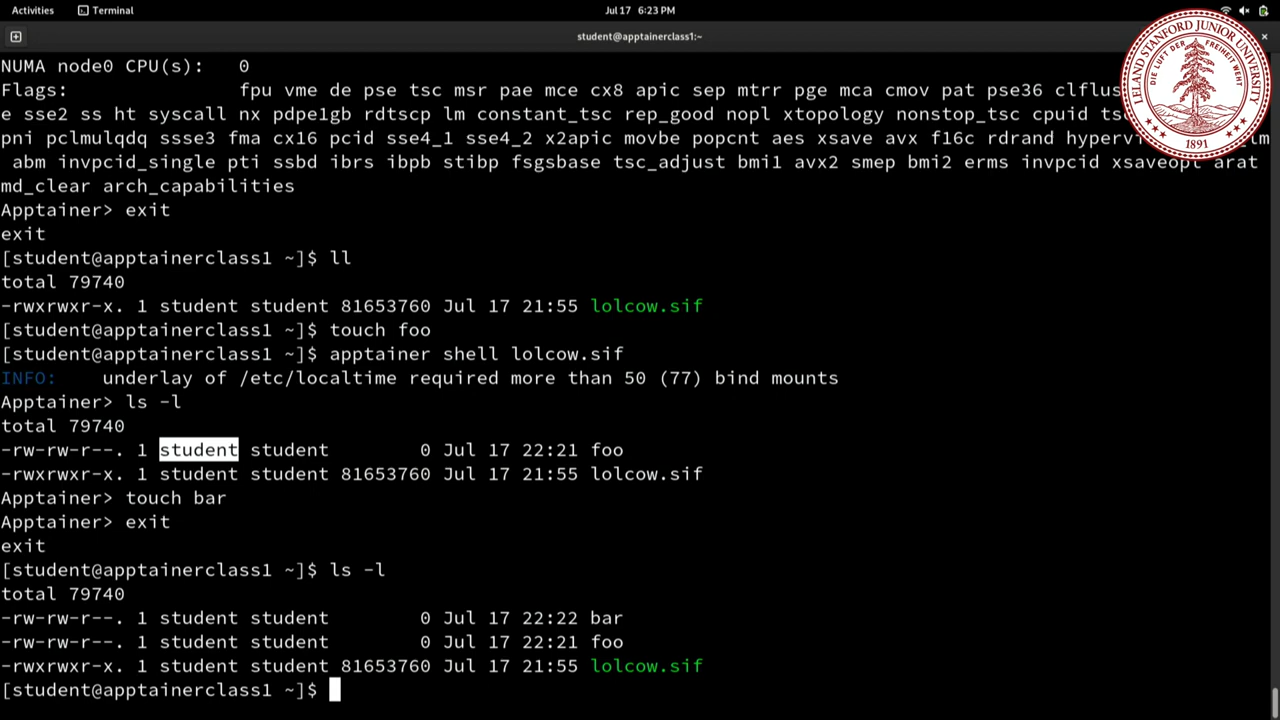 Activities Terminal Jul 17 6:23 PM
student@apptainerclass1:~
NUMA node0 CPU(s): 0
Flags: fpu vme de pse tsc msr pae mce cx8 apic sep mtrr pge mca cmov pat pse36 clflus
e sse2 ss ht syscall nx pdpe1gb rdtscp lm constant_tsc rep_good nopl xtopology nonstop_tsc cpuid tsc
pni pclmulqdq ssse3 fma cx16 pcid sse4_1 sse4_2 x2apic movbe popcnt aes xsave avx f16c rdrand hypervi lm
abm invpcid_single pti ssbd ibrs ibpb stibp fsgsbase tsc_adjust bmi1 avx2 smep bmi2 erms invpcid xsaveopt arat
md_clear arch_capabilities
Apptainer> exit
exit
[student@apptainerclass1 ~]$ ll
total 79740
-rwxrwxr-x. 1 student student 81653760 Jul 17 21:55 lolcow.sif
[student@apptainerclass1 ~]$ touch foo
[student@apptainerclass1 ~]$ apptainer shell lolcow.sif
INFO: underlay of /etc/localtime required more than 50 (77) bind mounts
Apptainer> ls -l
total 79740
-rw-rw-r--. 1 student student 0 Jul 17 22:21 foo
-rwxrwxr-x. 1 student student 81653760 Jul 17 21:55 lolcow.sif
Apptainer> touch bar
Apptainer> exit
exit
[student@apptainerclass1 ~]$ ls -l
total 79740
-rw-rw-r--. 1 student student 0 Jul 17 22:22 bar
-rw-rw-r--. 1 student student 0 Jul 17 22:21 foo
-rwxrwxr-x. 1 student student 81653760 Jul 17 21:55 lolcow.sif
[student@apptainerclass1 ~]$
LELAND STANFORD JUNIOR UNIVERSITY
DIE LUFT DER FREIHEIT WEHT
1891